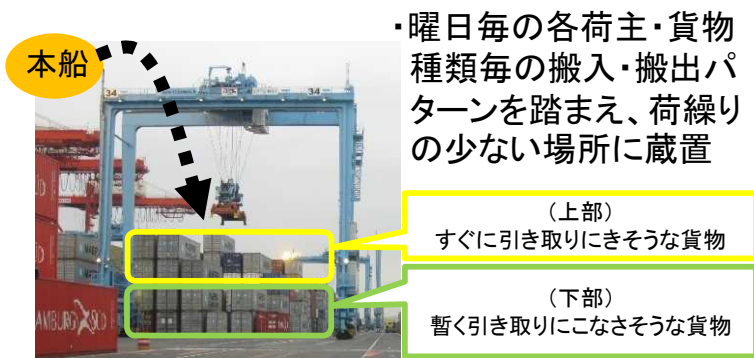 本船
・曜日毎の各荷主・貨物
種類毎の搬入・搬出パ
ターンを踏まえ、荷繰り
の少ない場所に蔵置
34
34
(上部)
すぐに引き取りにきそうな貨物
(下部)
暫く引き取りにこなさそうな貨物
AMBURG SÜD